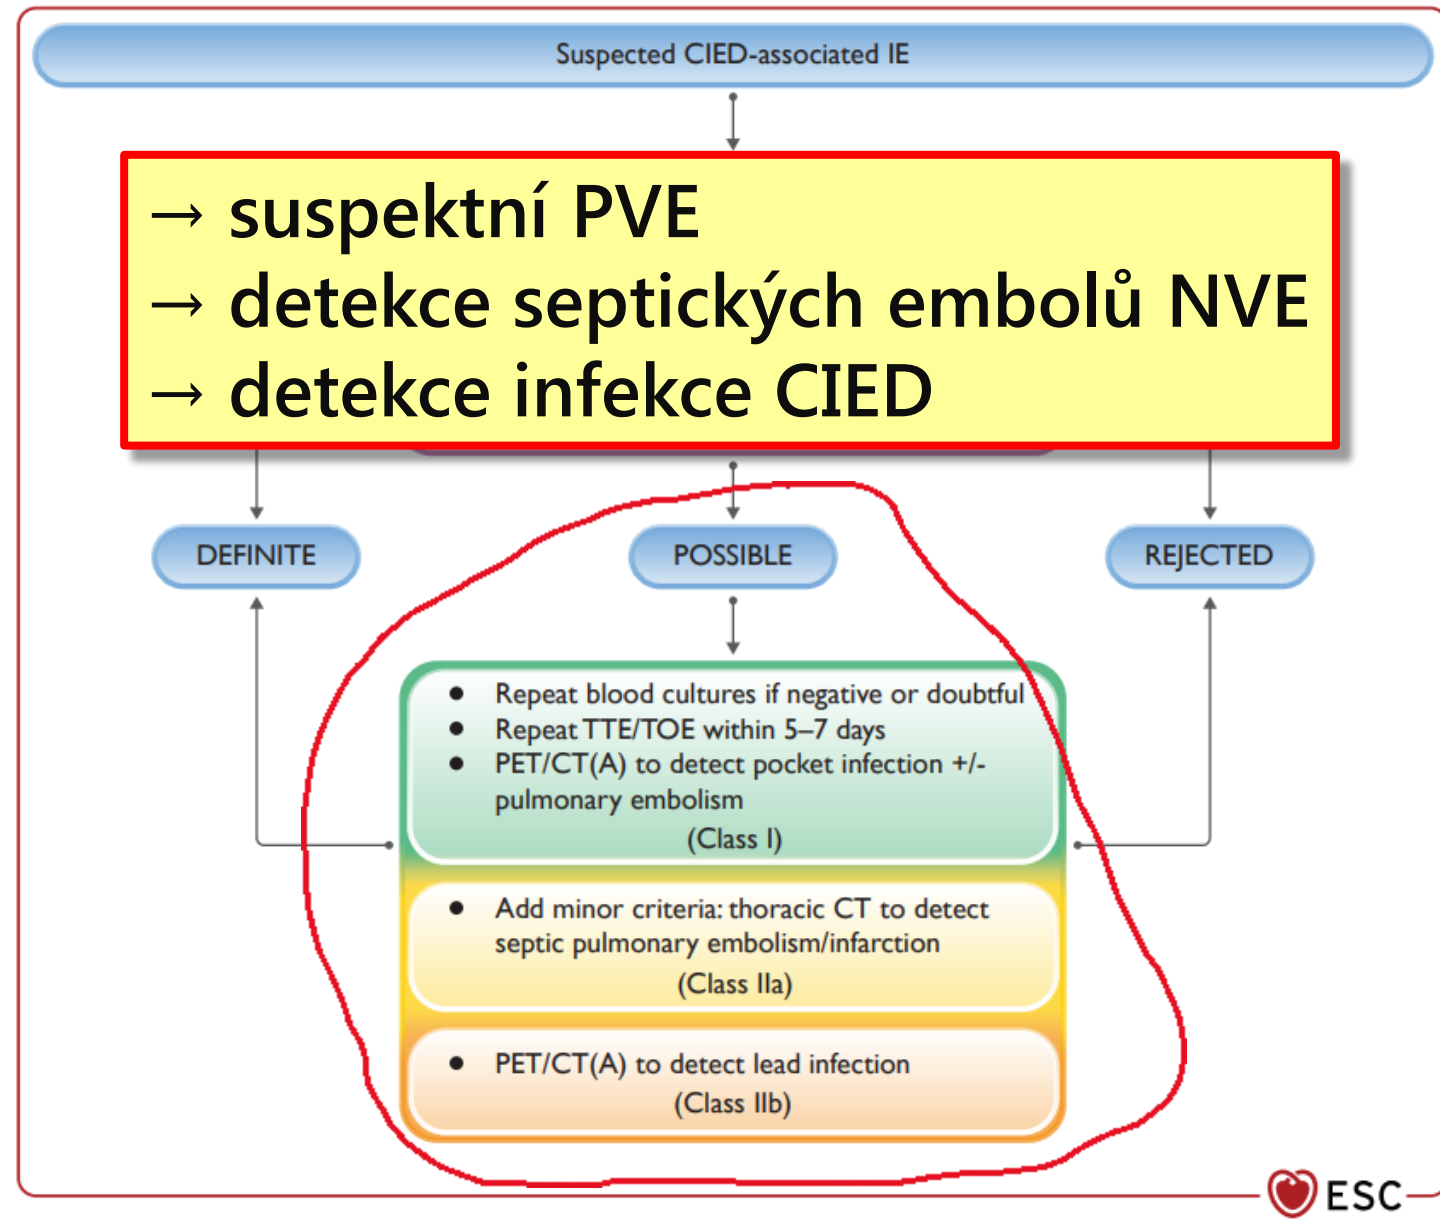 Suspected CIED-associated IE
→ suspektní PVE
→ detekce septických embolů NVE
→ detekce infekce CIED
DEFINITE
POSSIBLE
REJECTED
● Repeat blood cultures if negative or doubtful
● Repeat TTE/TOE within 5–7 days
● PET/CT(A) to detect pocket infection +/-
pulmonary embolism
(Class I)
● Add minor criteria: thoracic CT to detect
septic pulmonary embolism/infarction
(Class IIa)
● PET/CT(A) to detect lead infection
(Class IIb)
ESC